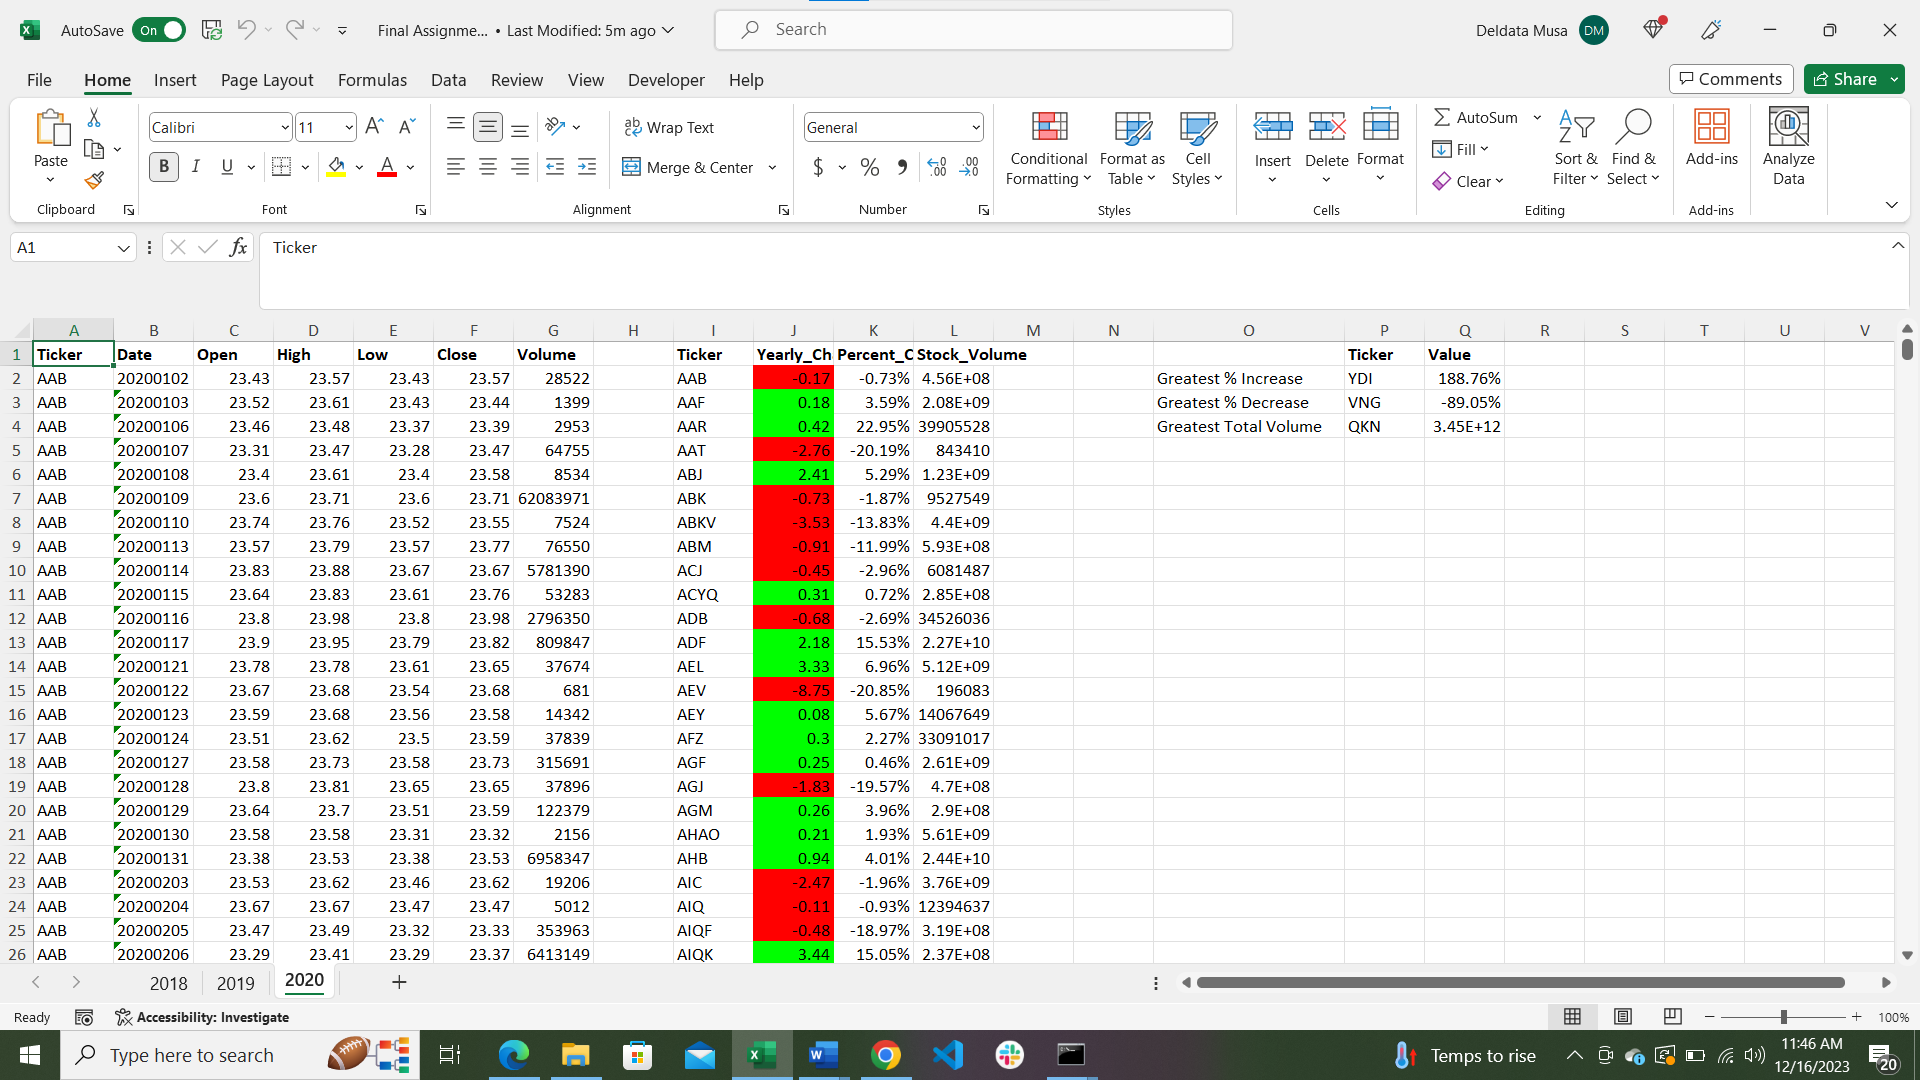 AutoSave On Final Assignme... • Last Modified: 5m ago Search Deldata Musa DM
File Home Insert Page Layout Formulas Data Review View Developer Help Comments Share
Paste Calibri 11 A A Wrap Text General Conditional Formatting Format as Table Cell Styles Insert Delete Format AutoSum Fill Clear Sort & Filter Find & Select Add-ins Analyze Data
B I U A Merge & Center $ %
Clipboard Font Alignment Number Styles Cells Editing Add-ins
A1 fx Ticker
A B C D E F G H I J K L M N O P Q R S T U V
1 Ticker Date Open High Low Close Volume Ticker Yearly_Ch Percent_C Stock_Volume Ticker Value
2 AAB 20200102 23.43 23.57 23.43 23.57 28522 AAB -0.17 -0.73% 4.56E+08 Greatest % Increase YDI 188.76%
3 AAB 20200103 23.52 23.61 23.43 23.44 1399 AAF 0.18 3.59% 2.08E+09 Greatest % Decrease VNG -89.05%
4 AAB 20200106 23.46 23.48 23.37 23.39 2953 AAR 0.42 22.95% 39905528 Greatest Total Volume QKN 3.45E+12
5 AAB 20200107 23.31 23.47 23.28 23.47 64755 AAT -2.76 -20.19% 843410
6 AAB 20200108 23.4 23.61 23.4 23.58 8534 ABJ 2.41 5.29% 1.23E+09
7 AAB 20200109 23.6 23.71 23.6 23.71 62083971 ABK -0.73 -1.87% 9527549
8 AAB 20200110 23.74 23.76 23.52 23.55 7524 ABKV -3.53 -13.83% 4.4E+09
9 AAB 20200113 23.57 23.79 23.57 23.77 76550 ABM -0.91 -11.99% 5.93E+08
10 AAB 20200114 23.83 23.88 23.67 23.67 5781390 ACJ -0.45 -2.96% 6081487
11 AAB 20200115 23.64 23.83 23.61 23.76 53283 ACYQ 0.31 0.72% 2.85E+08
12 AAB 20200116 23.8 23.98 23.8 23.98 2796350 ADB -0.68 -2.69% 34526036
13 AAB 20200117 23.9 23.95 23.79 23.82 809847 ADF 2.18 15.53% 2.27E+10
14 AAB 20200121 23.78 23.78 23.61 23.65 37674 AEL 3.33 6.96% 5.12E+09
15 AAB 20200122 23.67 23.68 23.54 23.68 681 AEV -8.75 -20.85% 196083
16 AAB 20200123 23.59 23.68 23.56 23.58 14342 AEY 0.08 5.67% 14067649
17 AAB 20200124 23.51 23.62 23.5 23.59 37839 AFZ 0.3 2.27% 33091017
18 AAB 20200127 23.58 23.73 23.58 23.73 315691 AGF 0.25 0.46% 2.61E+09
19 AAB 20200128 23.8 23.81 23.65 23.65 37896 AGJ -1.83 -19.57% 4.7E+08
20 AAB 20200129 23.64 23.7 23.51 23.59 122379 AGM 0.26 3.96% 2.9E+08
21 AAB 20200130 23.58 23.58 23.31 23.32 2156 AHAO 0.21 1.93% 5.61E+09
22 AAB 20200131 23.38 23.53 23.38 23.53 6958347 AHB 0.94 4.01% 2.44E+10
23 AAB 20200203 23.53 23.62 23.46 23.62 19206 AIC -2.47 -1.96% 3.76E+09
24 AAB 20200204 23.67 23.67 23.47 23.47 5012 AIQ -0.11 -0.93% 12394637
25 AAB 20200205 23.47 23.49 23.32 23.33 353963 AIQF -0.48 -18.97% 3.19E+08
26 AAB 20200206 23.29 23.41 23.29 23.37 6413149 AIQK 3.44 15.05% 2.37E+08
2018 2019 2020
Ready Accessibility: Investigate 100%
Type here to search Temps to rise 11:46 AM
12/16/2023 20